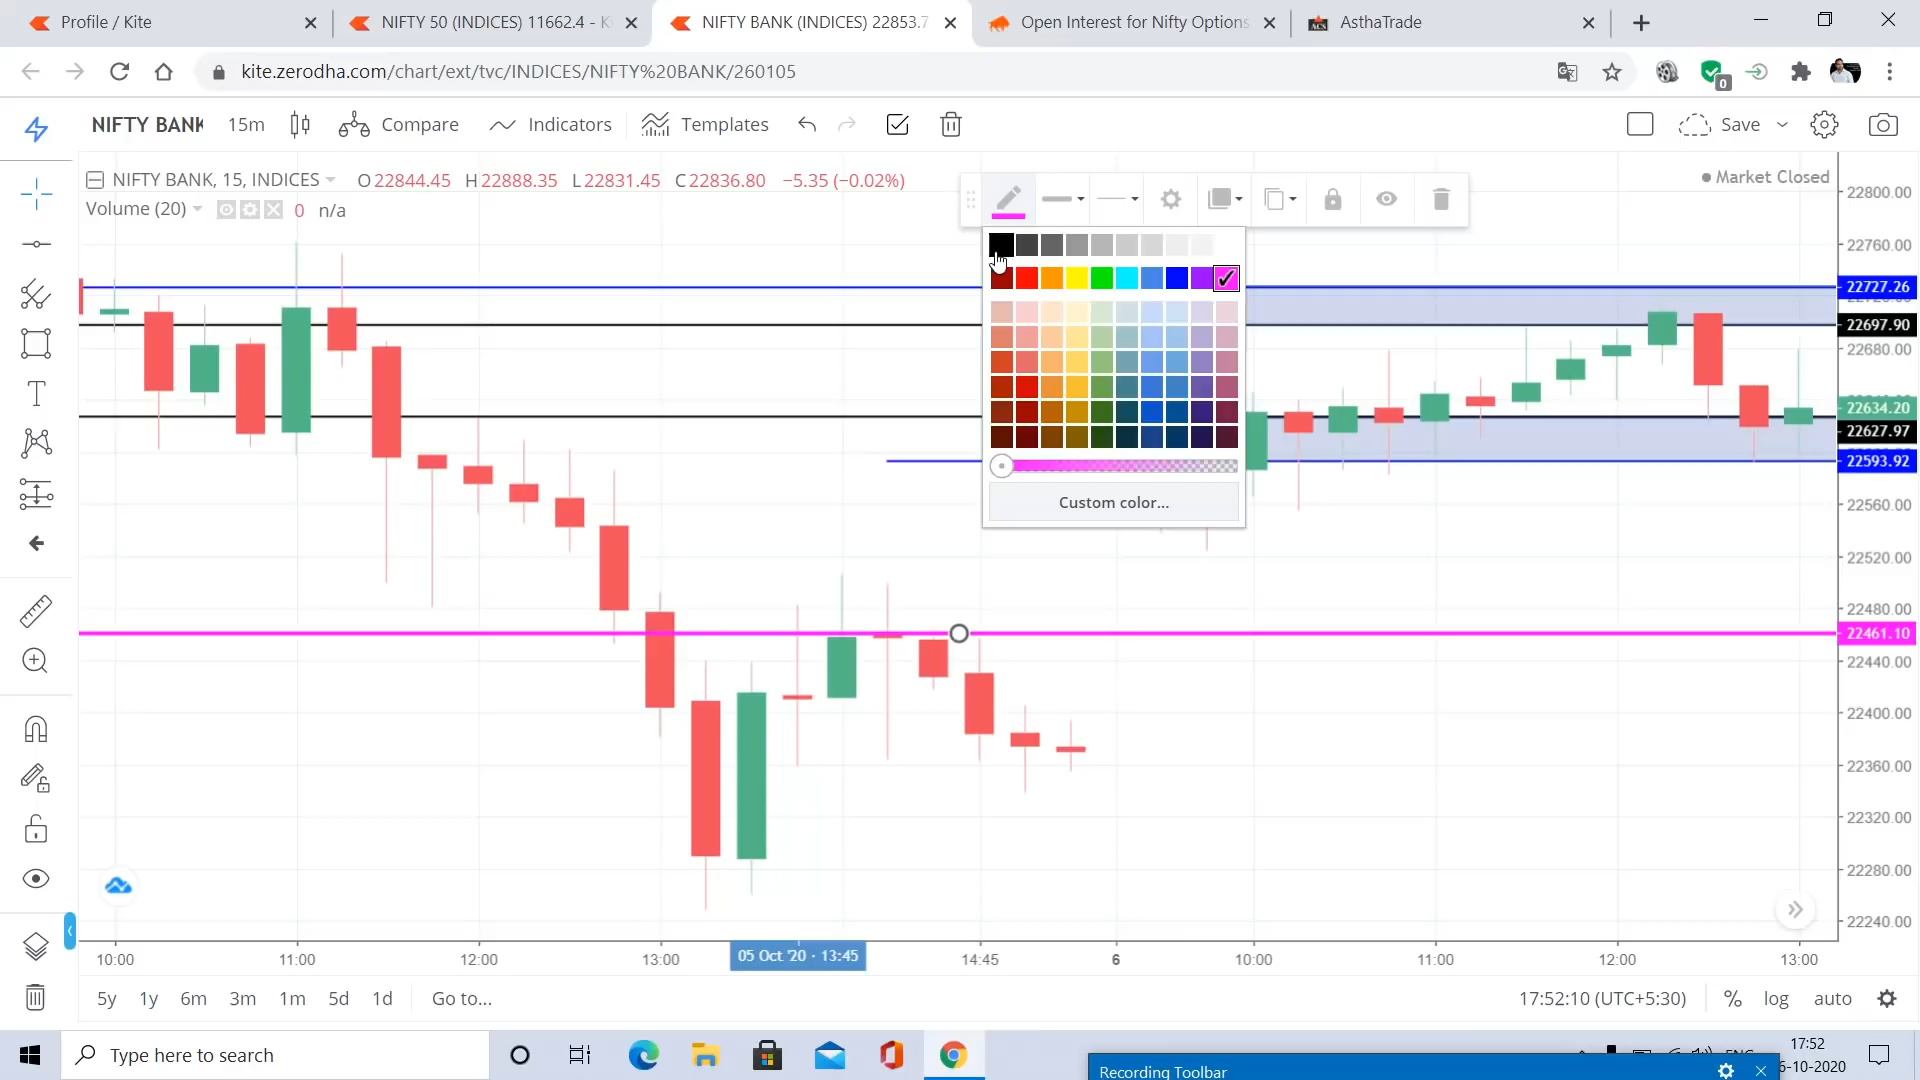 Profile / Kite
NIFTY 50 (INDICES) 11662.4 - K
NIFTY BANK (INDICES) 22853.7
Open Interest for Nifty Options
AsthaTrade
kite.zerodha.com/chart/ext/tvc/INDICES/NIFTY%20BANK/260105
0
NIFTY BANK
15m
Compare
Indicators
Templates
Save
NIFTY BANK, 15, INDICES
O22844.45 H22888.35 L22831.45 C22836.80 −5.35 (−0.02%)
Market Closed
Volume (20)
0 n/a
22800.00
22760.00
22727.26
22697.90
22680.00
22634.20
22627.97
22593.92
22560.00
22520.00
22480.00
22461.10
22440.00
22400.00
22360.00
22320.00
22280.00
22240.00
Custom color...
10:00
11:00
12:00
13:00
05 Oct '20 · 13:45
14:45
6
10:00
11:00
12:00
13:00
5y 1y 6m 3m 1m 5d 1d Go to...
17:52:10 (UTC+5:30)
% log auto
Type here to search
17:52
6-10-2020
Recording Toolbar